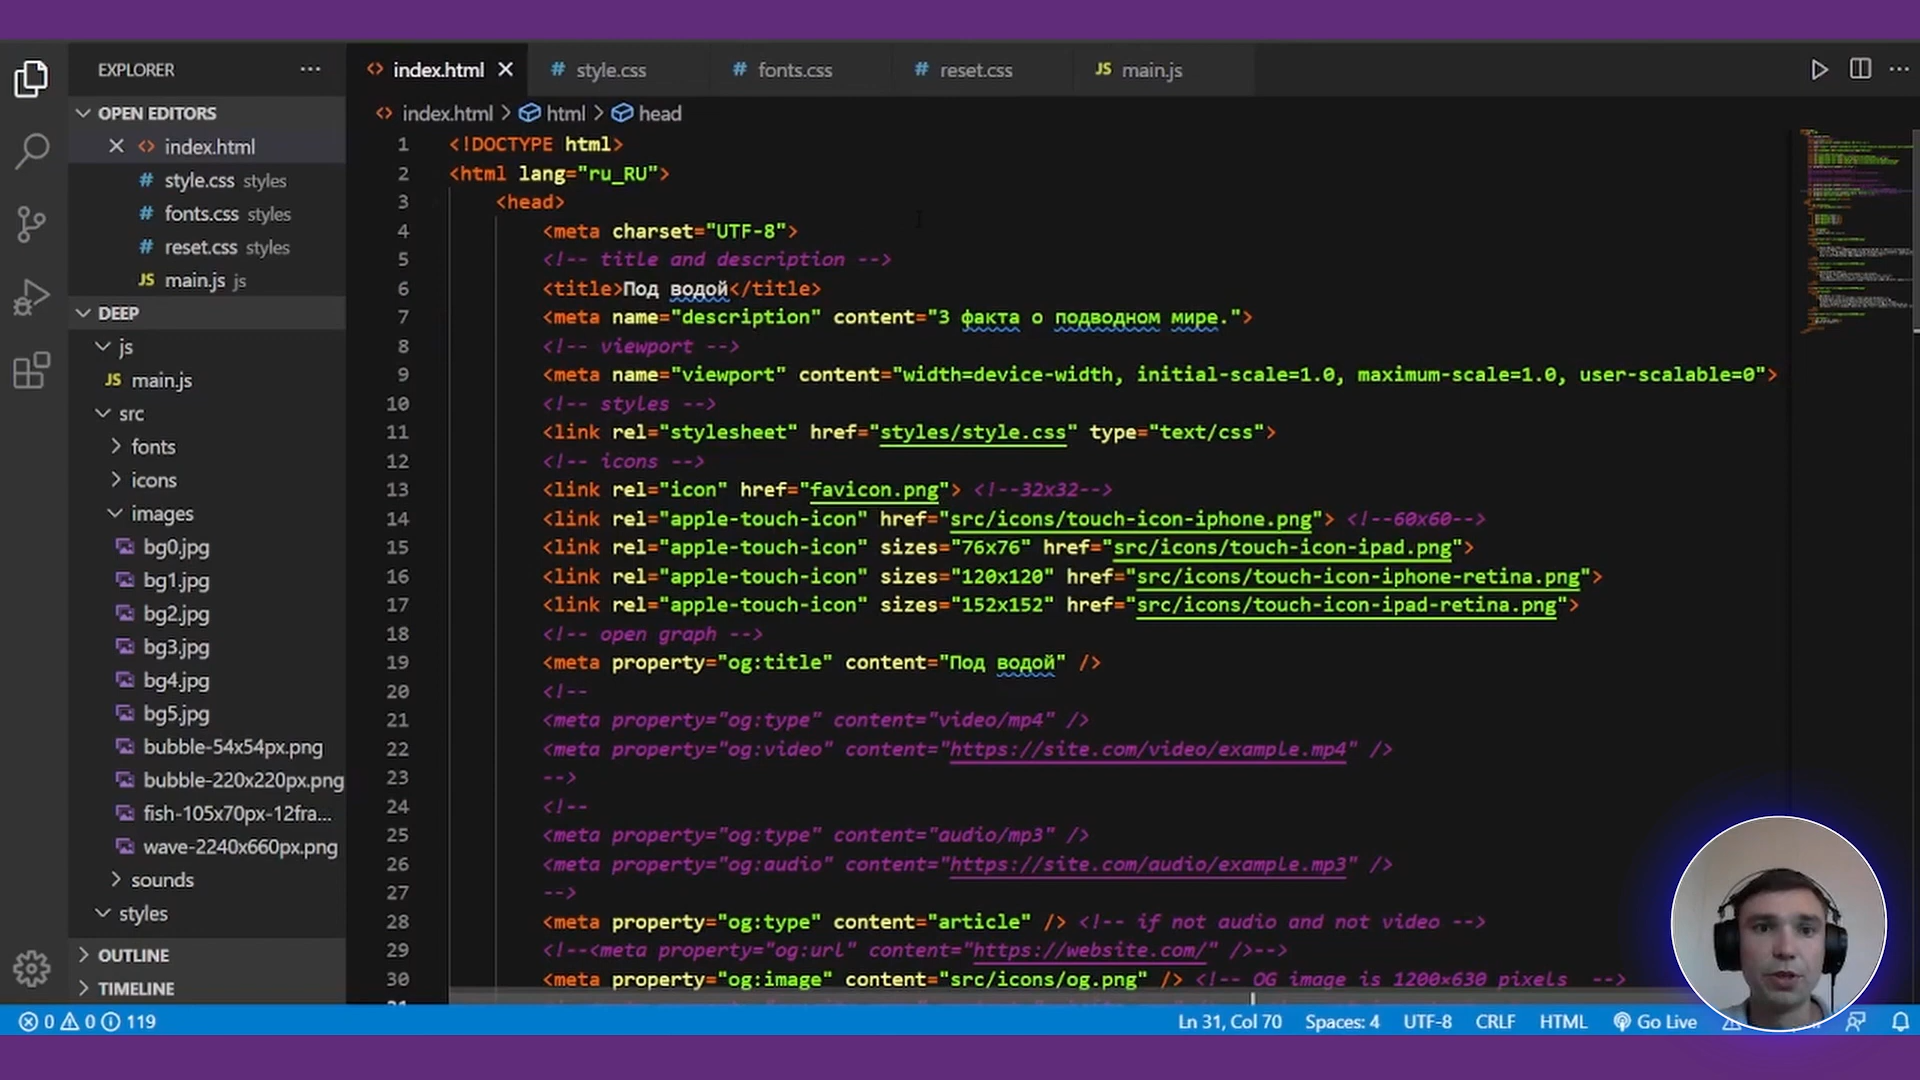 EXPLORER ···
index.html
style.css
fonts.css
reset.css
JS main.js
OPEN EDITORS
index.html
# style.css styles
# fonts.css styles
# reset.css styles
JS main.js js
DEEP
js
JS main.js
src
fonts
icons
images
bg0.jpg
bg1.jpg
bg2.jpg
bg3.jpg
bg4.jpg
bg5.jpg
bubble-54x54px.png
bubble-220x220px.png
fish-105x70px-12fra...
wave-2240x660px.png
sounds
styles
OUTLINE
TIMELINE
index.html > html > head
1 <!DOCTYPE html>
2 <html lang="ru_RU">
3 <head>
4 <meta charset="UTF-8">
5 <!-- title and description -->
6 <title>Под водой</title>
7 <meta name="description" content="3 факта о подводном мире.">
8 <!-- viewport -->
9 <meta name="viewport" content="width=device-width, initial-scale=1.0, maximum-scale=1.0, user-scalable=0">
10 <!-- styles -->
11 <link rel="stylesheet" href="styles/style.css" type="text/css">
12 <!-- icons -->
13 <link rel="icon" href="favicon.png"> <!--32x32-->
14 <link rel="apple-touch-icon" href="src/icons/touch-icon-iphone.png"> <!--60x60-->
15 <link rel="apple-touch-icon" sizes="76x76" href="src/icons/touch-icon-ipad.png">
16 <link rel="apple-touch-icon" sizes="120x120" href="src/icons/touch-icon-iphone-retina.png">
17 <link rel="apple-touch-icon" sizes="152x152" href="src/icons/touch-icon-ipad-retina.png">
18 <!-- open graph -->
19 <meta property="og:title" content="Под водой" />
20 <!--
21 <meta property="og:type" content="video/mp4" />
22 <meta property="og:video" content="https://site.com/video/example.mp4" />
23 -->
24 <!--
25 <meta property="og:type" content="audio/mp3" />
26 <meta property="og:audio" content="https://site.com/audio/example.mp3" />
27 -->
28 <meta property="og:type" content="article" /> <!-- if not audio and not video -->
29 <!--<meta property="og:url" content="https://website.com/" />-->
30 <meta property="og:image" content="src/icons/og.png" /> <!-- OG image is 1200x630 pixels -->
0 0 119
Ln 31, Col 70 Spaces: 4 UTF-8 CRLF HTML Go Live